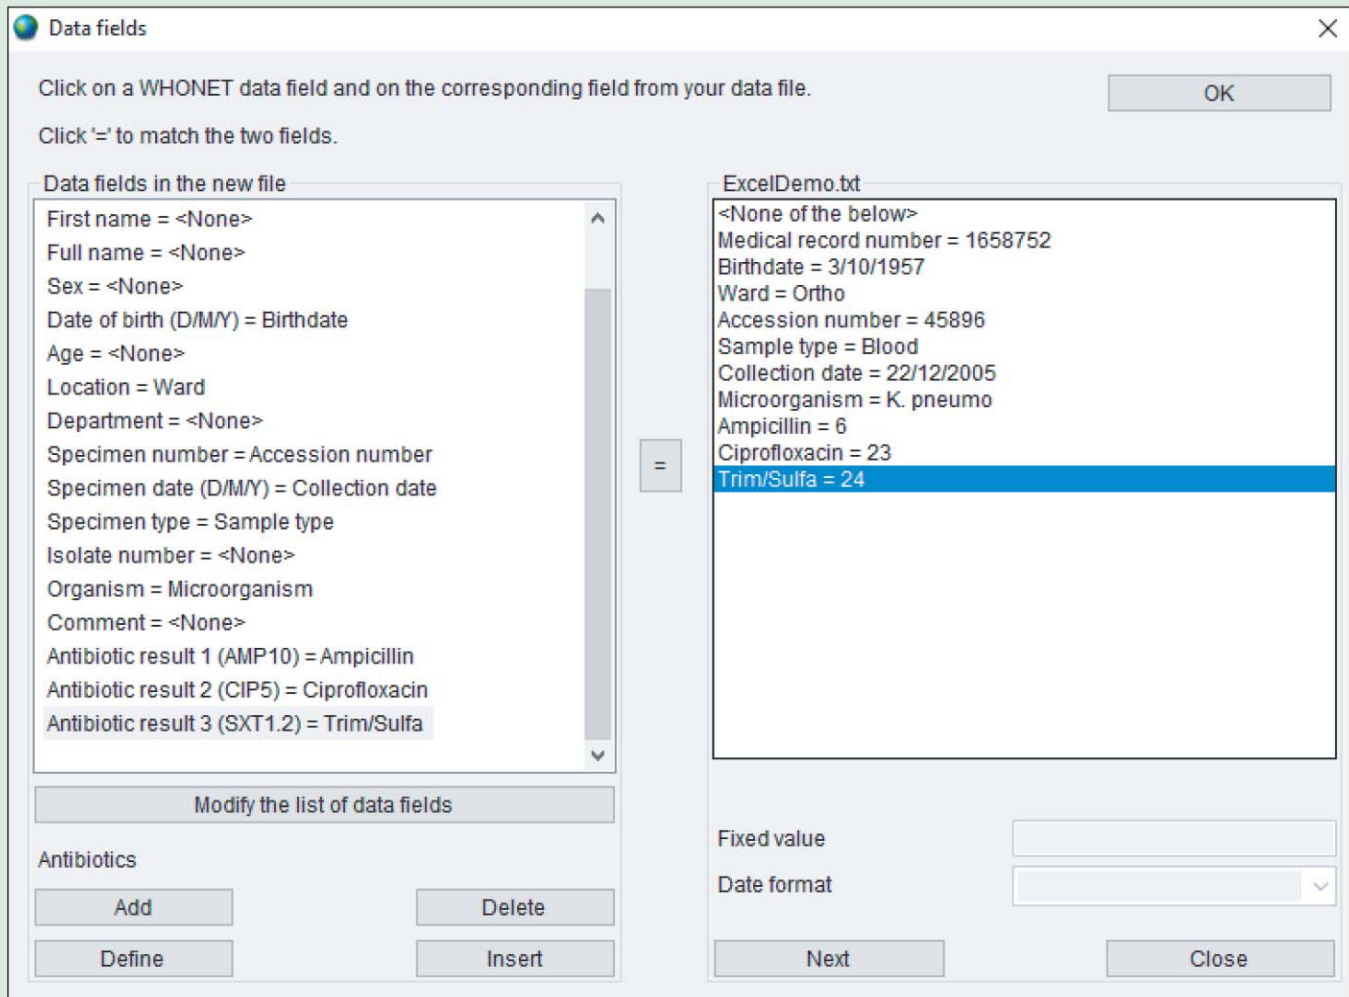 Data fields
Click on a WHONET data field and on the corresponding field from your data file.
OK
Click '=' to match the two fields.
Data fields in the new file
First name = <None>
Full name = <None>
Sex = <None>
Date of birth (D/M/Y) = Birthdate
Age = <None>
Location = Ward
Department = <None>
Specimen number = Accession number
Specimen date (D/M/Y) = Collection date
Specimen type = Sample type
Isolate number = <None>
Organism = Microorganism
Comment = <None>
Antibiotic result 1 (AMP10) = Ampicillin
Antibiotic result 2 (CIP5) = Ciprofloxacin
Antibiotic result 3 (SXT1.2) = Trim/Sulfa
Modify the list of data fields
Antibiotics
Add
Delete
Define
Insert
=
ExcelDemo.txt
<None of the below>
Medical record number = 1658752
Birthdate = 3/10/1957
Ward = Ortho
Accession number = 45896
Sample type = Blood
Collection date = 22/12/2005
Microorganism = K. pneumo
Ampicillin = 6
Ciprofloxacin = 23
Trim/Sulfa = 24
Fixed value
Date format
Next
Close